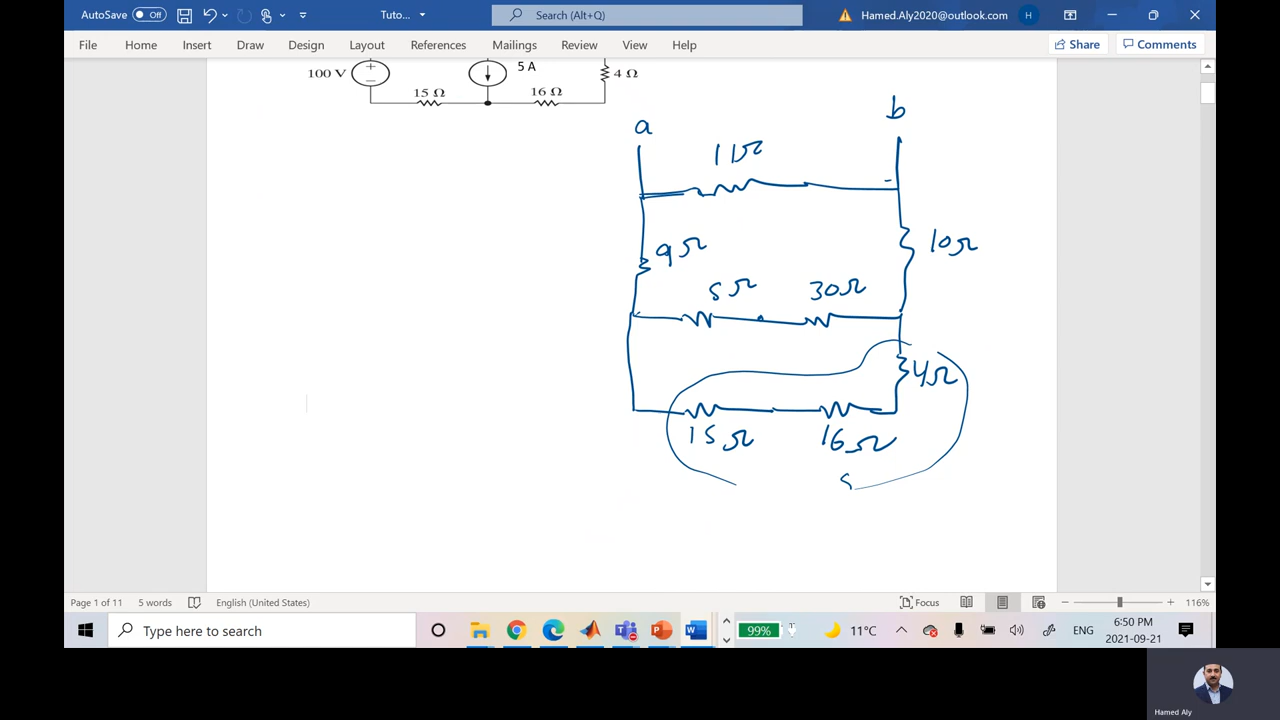 AutoSave Off Tuto... Search (Alt+Q) Hamed.Aly2020@outlook.com H
File Home Insert Draw Design Layout References Mailings Review View Help Share Comments
100 V + − 5 A 4 Ω
15 Ω 16 Ω
a b
11Ω
9Ω 10Ω
5Ω 30Ω
4Ω
15Ω 16Ω
S
Page 1 of 11 5 words English (United States) Focus 116%
Type here to search 99% 11°C ENG 6:50 PM
2021-09-21
Hamed Aly